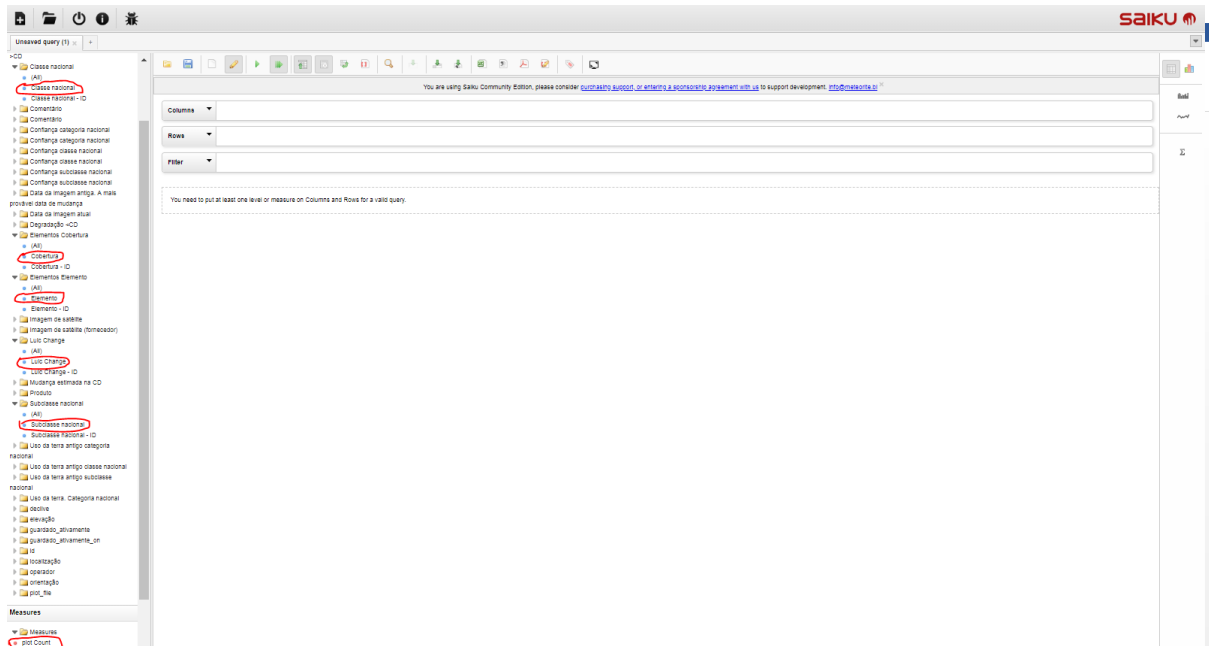 saiku
Unsaved query (1) x +
>CD
Classe nacional
(All)
Classe nacional
Classe nacional - ID
Comentário
Comentário
Confiança categoria nacional
Confiança categoria nacional
Confiança classe nacional
Confiança classe nacional
Confiança subclasse nacional
Confiança subclasse nacional
Data da imagem antiga. A mais
provável data de mudança
Data da imagem atual
Degradação <CD
Elementos Cobertura
(All)
Cobertura
Cobertura - ID
Elementos Elemento
(All)
Elemento
Elemento - ID
Imagem de satélite
Imagem de satélite (fornecedor)
Lulc Change
(All)
Lulc Change
Lulc Change - ID
Mudança estimada na CD
Produto
Subclasse nacional
(All)
Subclasse nacional
Subclasse nacional - ID
Uso da terra antigo categoria
nacional
Uso da terra antigo classe nacional
Uso da terra antigo subclasse
nacional
Uso da terra. Categoria nacional
declive
elevação
guardado_ativamente
guardado_ativamente_on
id
localização
operador
orientação
plot_file
Measures
Measures
plot Count
You are using Saiku Community Edition, please consider purchasing support, or entering a sponsorship agreement with us to support development. info@meteorite.bi
Columns
Rows
Filter
You need to put at least one level or measure on Columns and Rows for a valid query.